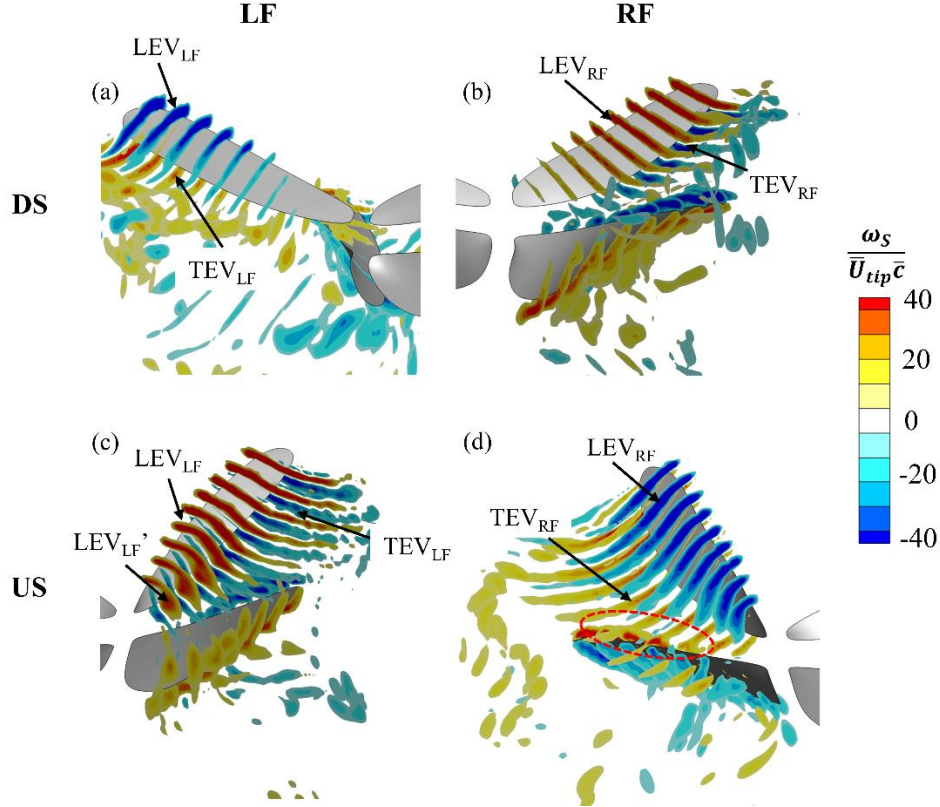 LF
RF
(a)
LEV_LF
TEV_LF
(b)
LEV_RF
TEV_RF
DS
(c)
LEV_LF
LEV_LF'
TEV_LF
(d)
LEV_RF
TEV_RF
US
ω_S
Ū_tip c̄
40
20
0
-20
-40